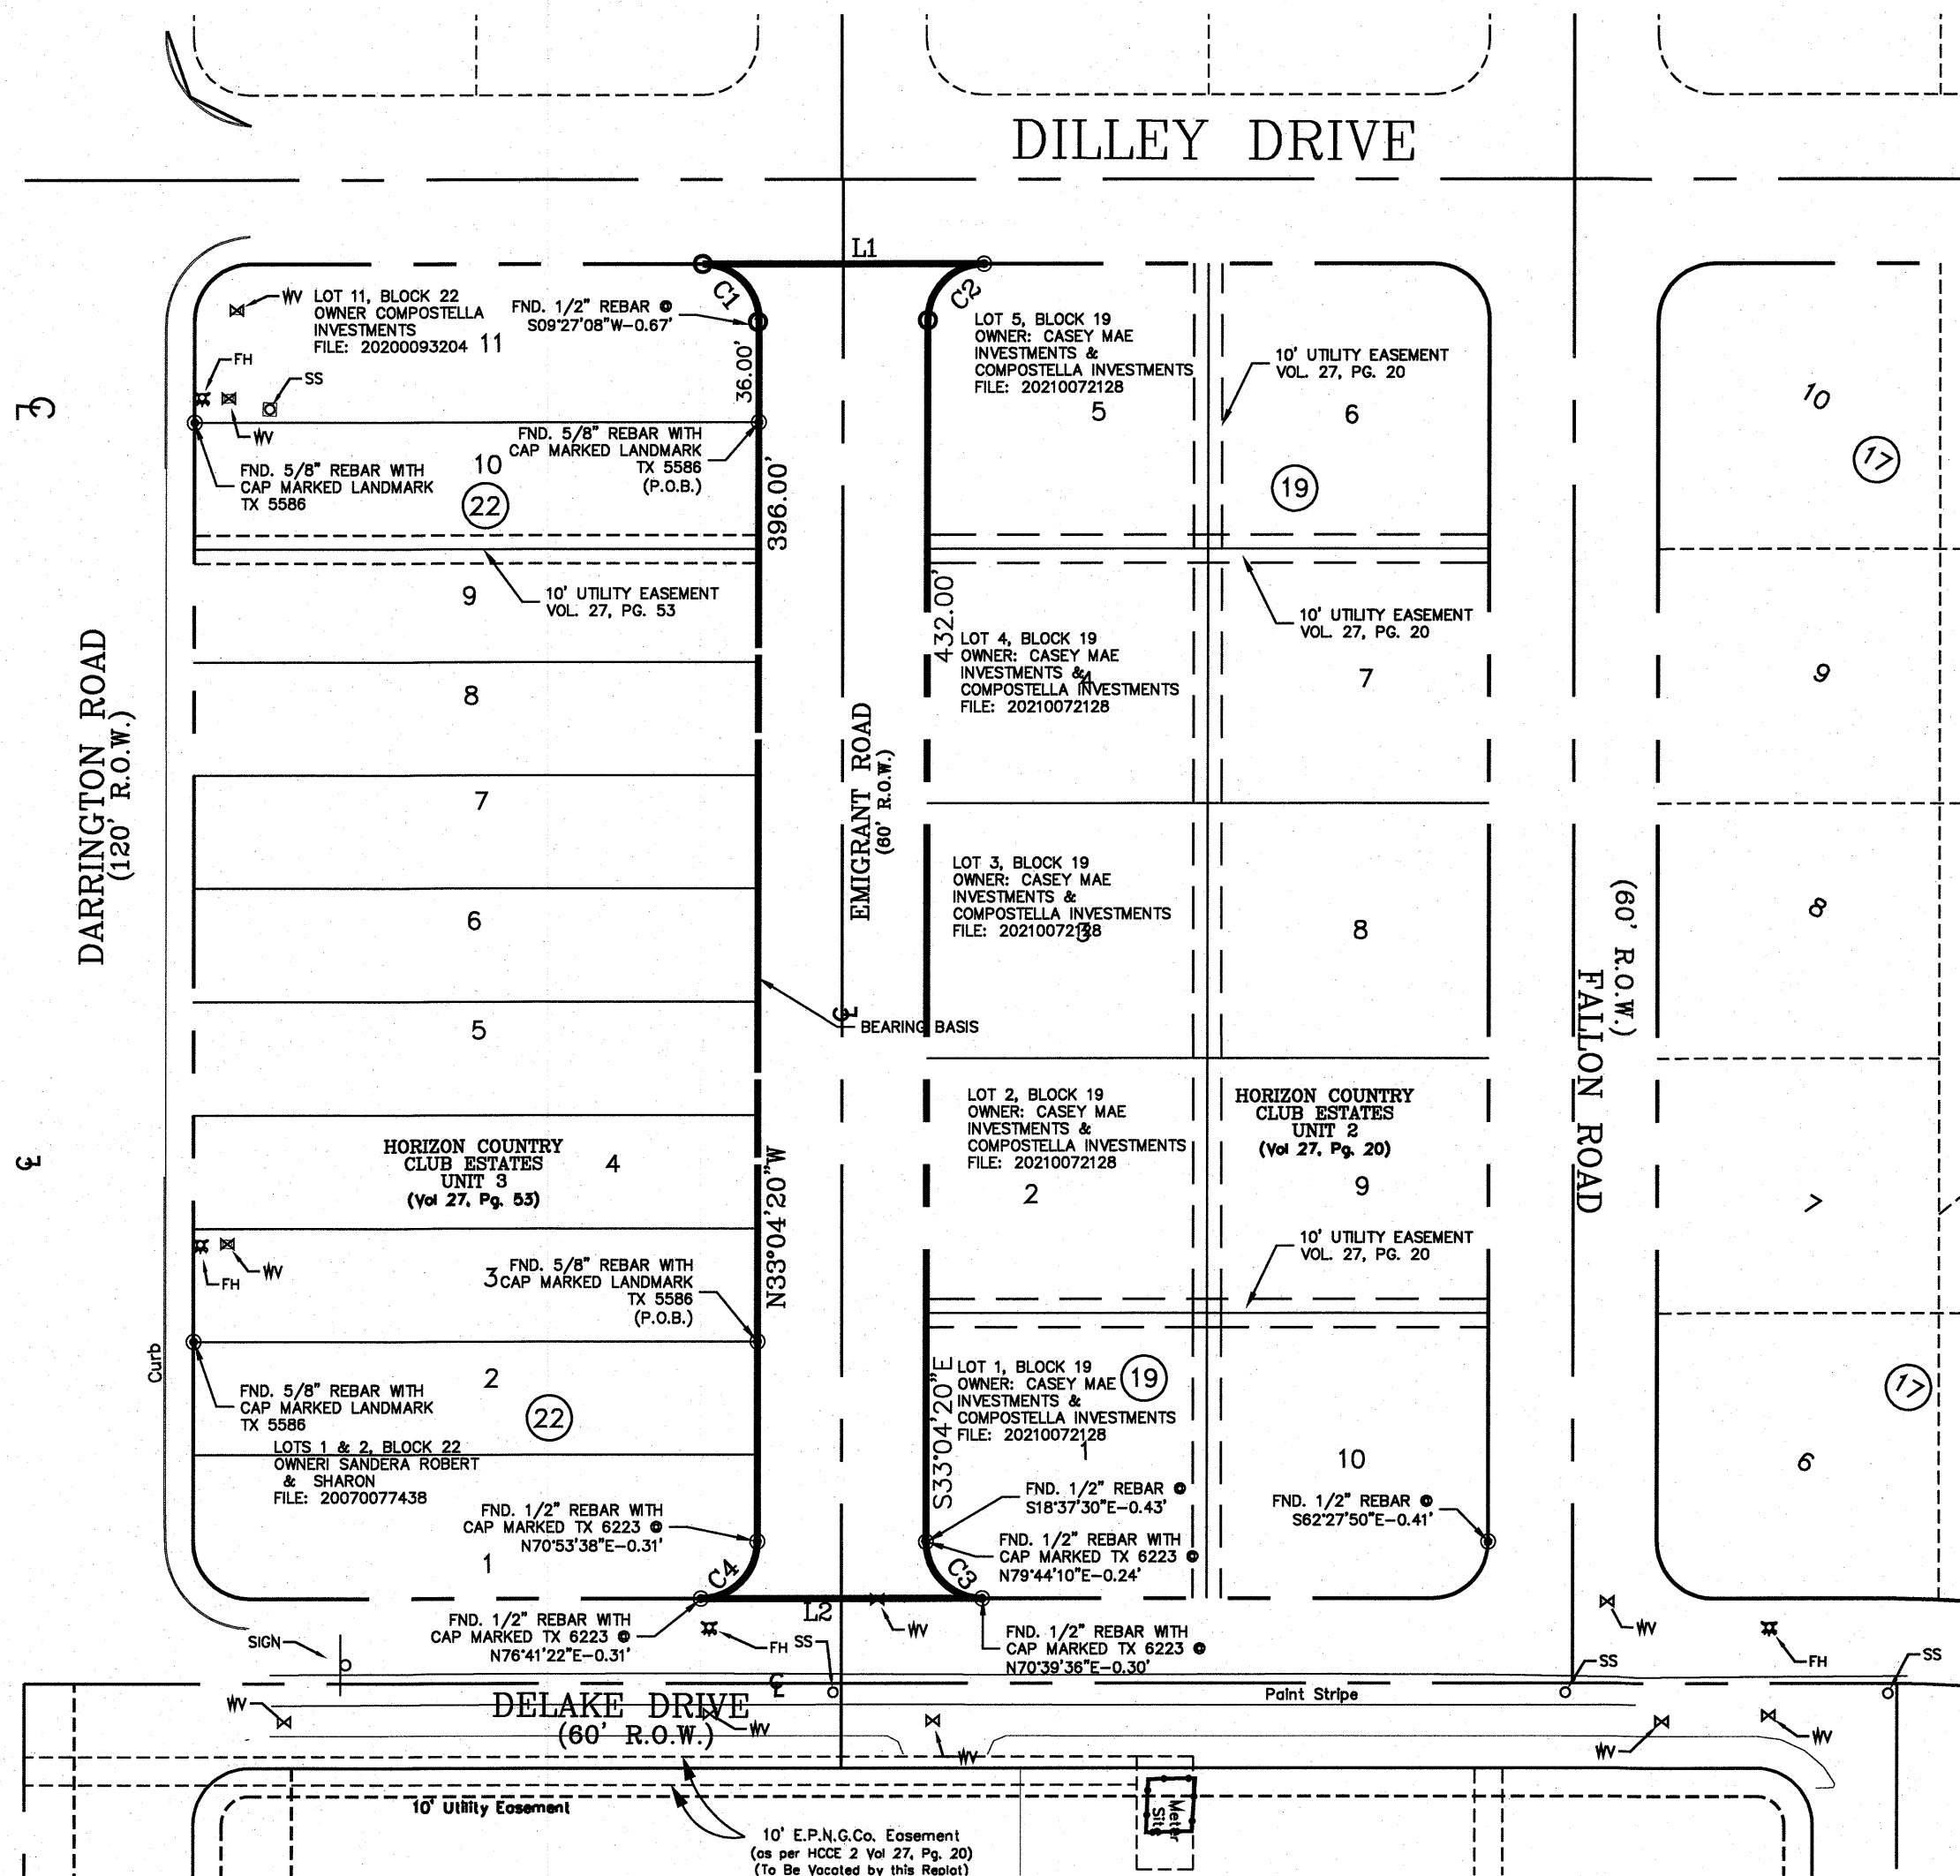 DILLEY DRIVE
L1
C1
C2
WV
LOT 11, BLOCK 22
OWNER COMPOSTELLA
INVESTMENTS
FILE: 20200093204
11
FND. 1/2" REBAR @
S09°27'08"W-0.67'
36.00'
FH
SS
WV
FND. 5/8" REBAR WITH
CAP MARKED LANDMARK
TX 5586
(P.O.B.)
10
FND. 5/8" REBAR WITH
CAP MARKED LANDMARK
TX 5586
22
396.00'
10' UTILITY EASEMENT
VOL. 27, PG. 53
9
8
7
6
5
HORIZON COUNTRY
CLUB ESTATES
UNIT 3
(Vol 27, Pg. 53)
4
N33°04'20"W
WV
FH
3
FND. 5/8" REBAR WITH
CAP MARKED LANDMARK
TX 5586
(P.O.B.)
2
FND. 5/8" REBAR WITH
CAP MARKED LANDMARK
TX 5586
22
LOTS 1 & 2, BLOCK 22
OWNERI SANDERA ROBERT
& SHARON
FILE: 20070077438
FND. 1/2" REBAR WITH
CAP MARKED TX 6223 @
N70°53'38"E-0.31'
1
C4
FND. 1/2" REBAR WITH
CAP MARKED TX 6223 @
N76°41'22"E-0.31'
DARRINGTON ROAD
(120' R.O.W.)
Curb
EMIGRANT ROAD
(60' R.O.W.)
BEARING BASIS
LOT 5, BLOCK 19
OWNER: CASEY MAE
INVESTMENTS &
COMPOSTELLA INVESTMENTS
FILE: 20210072128
5
10' UTILITY EASEMENT
VOL. 27, PG. 20
6
19
432.00'
10' UTILITY EASEMENT
VOL. 27, PG. 20
LOT 4, BLOCK 19
OWNER: CASEY MAE
INVESTMENTS &
COMPOSTELLA INVESTMENTS
FILE: 20210072128
4
7
LOT 3, BLOCK 19
OWNER: CASEY MAE
INVESTMENTS &
COMPOSTELLA INVESTMENTS
FILE: 20210072128
3
8
LOT 2, BLOCK 19
OWNER: CASEY MAE
INVESTMENTS &
COMPOSTELLA INVESTMENTS
FILE: 20210072128
2
HORIZON COUNTRY
CLUB ESTATES
UNIT 2
(Vol 27, Pg. 20)
9
10' UTILITY EASEMENT
VOL. 27, PG. 20
S33°04'20"E
LOT 1, BLOCK 19
OWNER: CASEY MAE
INVESTMENTS &
COMPOSTELLA INVESTMENTS
FILE: 20210072128
19
1
10
FND. 1/2" REBAR @
S18°37'30"E-0.43'
FND. 1/2" REBAR WITH
CAP MARKED TX 6223 @
N79°44'10"E-0.24'
FND. 1/2" REBAR @
S62°27'50"E-0.41'
C3
L2
WV
FND. 1/2" REBAR WITH
CAP MARKED TX 6223 @
N70°39'36"E-0.30'
FALLON ROAD
(60' R.O.W.)
10
17
9
8
7
17
6
SIGN
FH
SS
WV
SS
FH
SS
DELAKE DRIVE
(60' R.O.W.)
Paint Stripe
WV
WV
WV
WV
WV
10' Utility Easement
10' E.P.N.G.Co. Easement
(as per HCCE 2 Vol 27, Pg. 20)
(To Be Vacated by this Replat)
Meter
Site